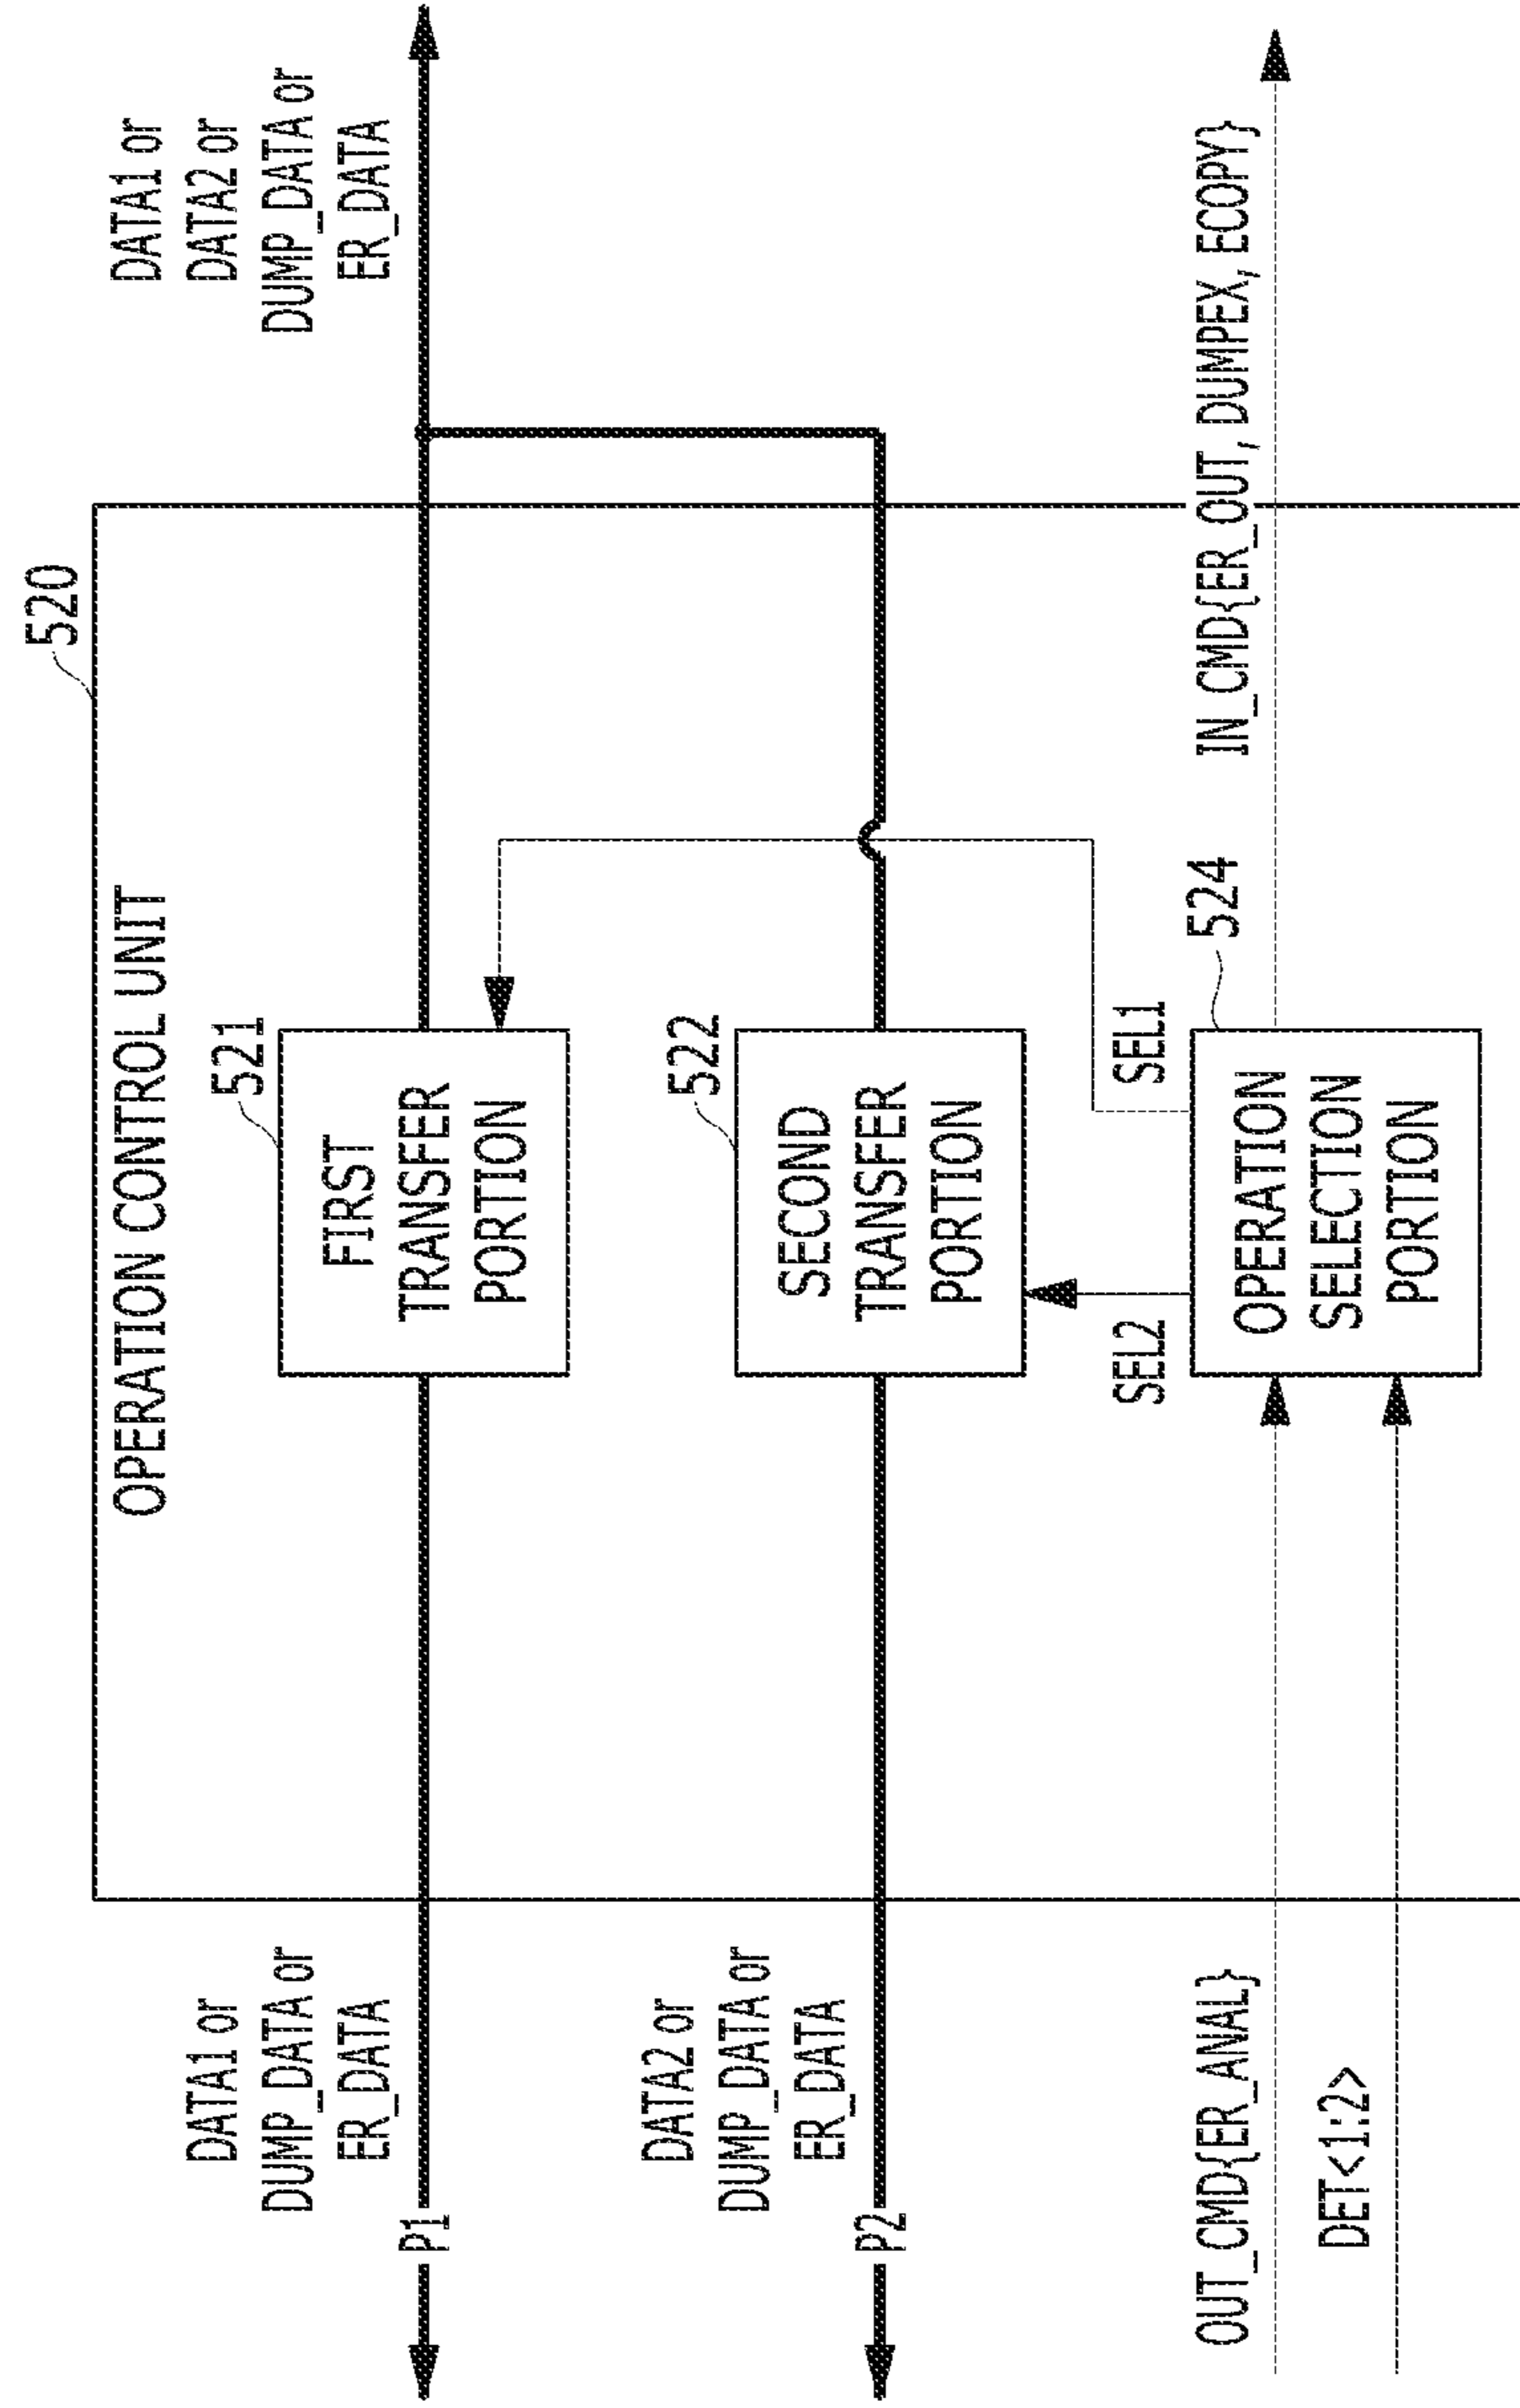 520
OPERATION CONTROL UNIT
DATA1 or
DUMP_DATA or
ER_DATA
P1
521
FIRST
TRANSFER
PORTION
DATA1 or
DATA2 or
DUMP_DATA or
ER_DATA
DATA2 or
DUMP_DATA or
ER_DATA
P2
522
SECOND
TRANSFER
PORTION
SEL2
SEL1
524
OUT_CMD{ER_ANAL}
DET<1:2>
OPERATION
SELECTION
PORTION
IN_CMD{ER_OUT, DUMPEX, ECOPY}